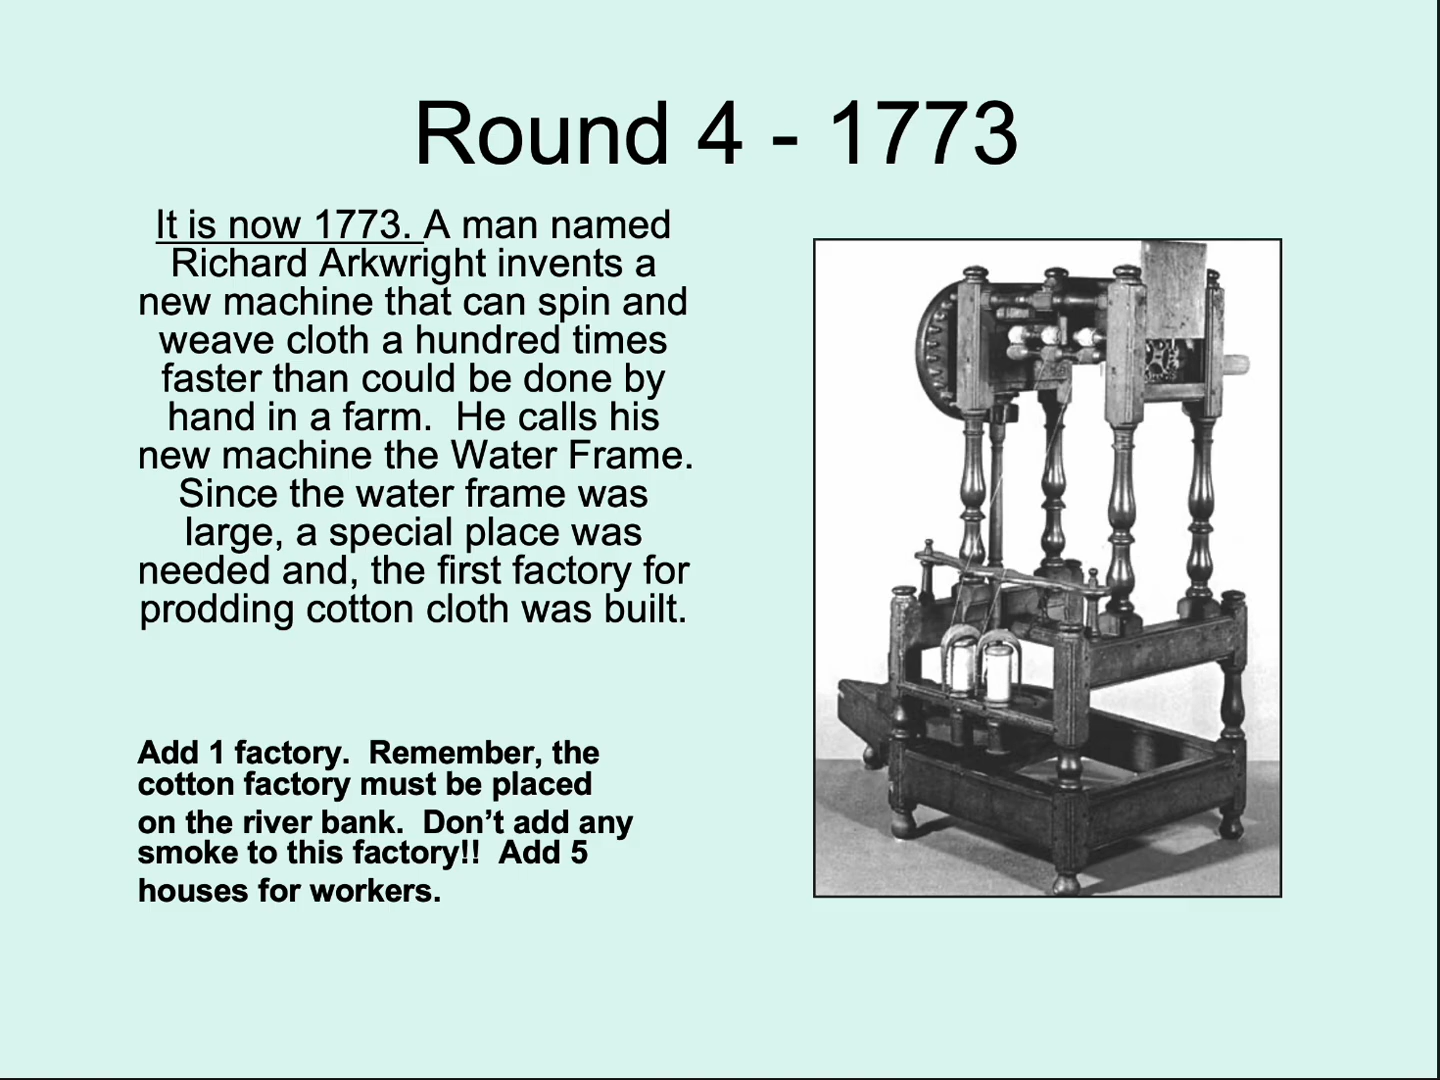 Round 4 - 1773
It is now 1773. A man named
Richard Arkwright invents a
new machine that can spin and
weave cloth a hundred times
faster than could be done by
hand in a farm.  He calls his
new machine the Water Frame.
Since the water frame was
large, a special place was
needed and, the first factory for
prodding cotton cloth was built.
Add 1 factory.  Remember, the
cotton factory must be placed
on the river bank.  Don’t add any
smoke to this factory!!  Add 5
houses for workers.